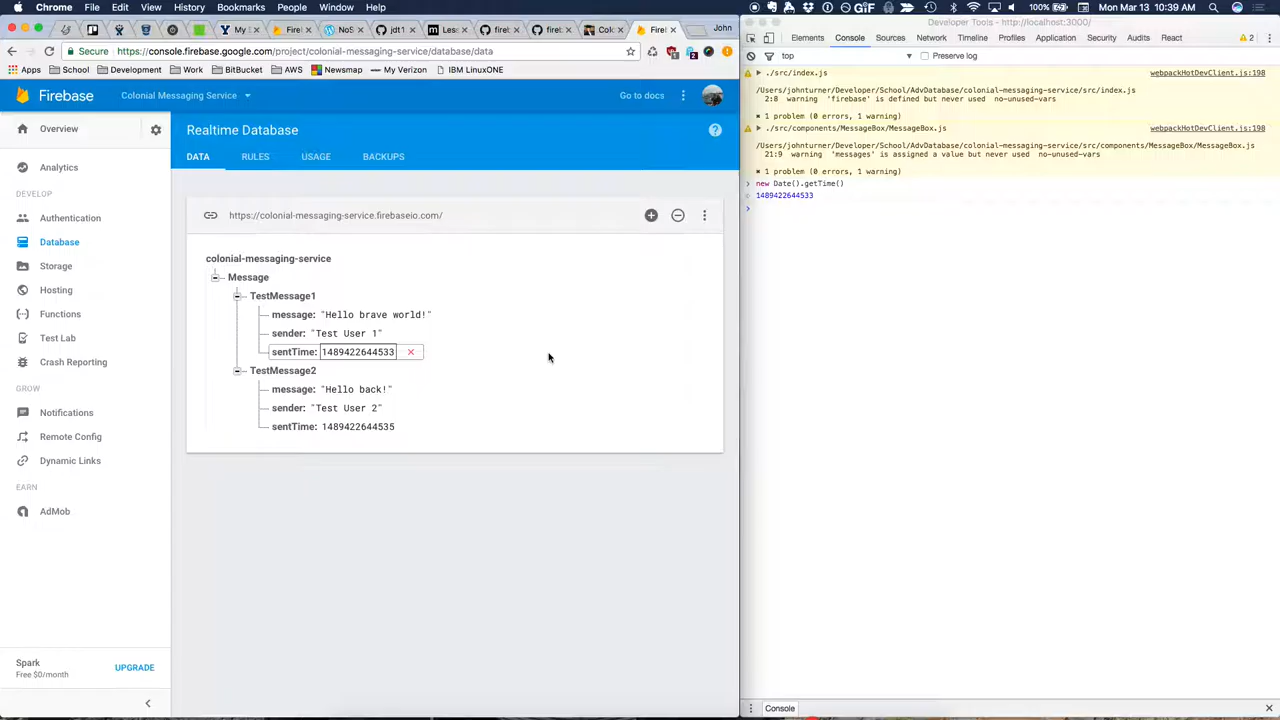 Chrome File Edit View History Bookmarks People Window Help
100% Mon Mar 13 10:39 AM
jdt1 NoS Less Firel firek firek Colo Firel John
Secure https://console.firebase.google.com/project/colonial-messaging-service/database/data
Apps School Development Work BitBucket AWS Newsmap My Verizon IBM LinuxONE
Firebase
Colonial Messaging Service
Go to docs
Overview
Analytics
DEVELOP
Authentication
Database
Storage
Hosting
Functions
Test Lab
Crash Reporting
GROW
Notifications
Remote Config
Dynamic Links
EARN
AdMob
Spark
Free $0/month
UPGRADE
Realtime Database
DATA RULES USAGE BACKUPS
https://colonial-messaging-service.firebaseio.com/
colonial-messaging-service
Message
TestMessage1
message: "Hello brave world!"
sender: "Test User 1"
sentTime: 1489422644533
TestMessage2
message: "Hello back!"
sender: "Test User 2"
sentTime: 1489422644535
Developer Tools - http://localhost:3000/
Elements Console Sources Network Timeline Profiles Application Security Audits React 2
top Preserve log
./src/index.js webpackHotDevClient.js:198
/Users/johnturner/Developer/School/AdvDatabase/colonial-messaging-service/src/index.js
2:8 warning 'firebase' is defined but never used no-unused-vars
✖ 1 problem (0 errors, 1 warning)
./src/components/MessageBox/MessageBox.js webpackHotDevClient.js:198
/Users/johnturner/Developer/School/AdvDatabase/colonial-messaging-service/src/components/MessageBox/MessageBox.js
21:9 warning 'messages' is assigned a value but never used no-unused-vars
✖ 1 problem (0 errors, 1 warning)
new Date().getTime()
1489422644533
Console